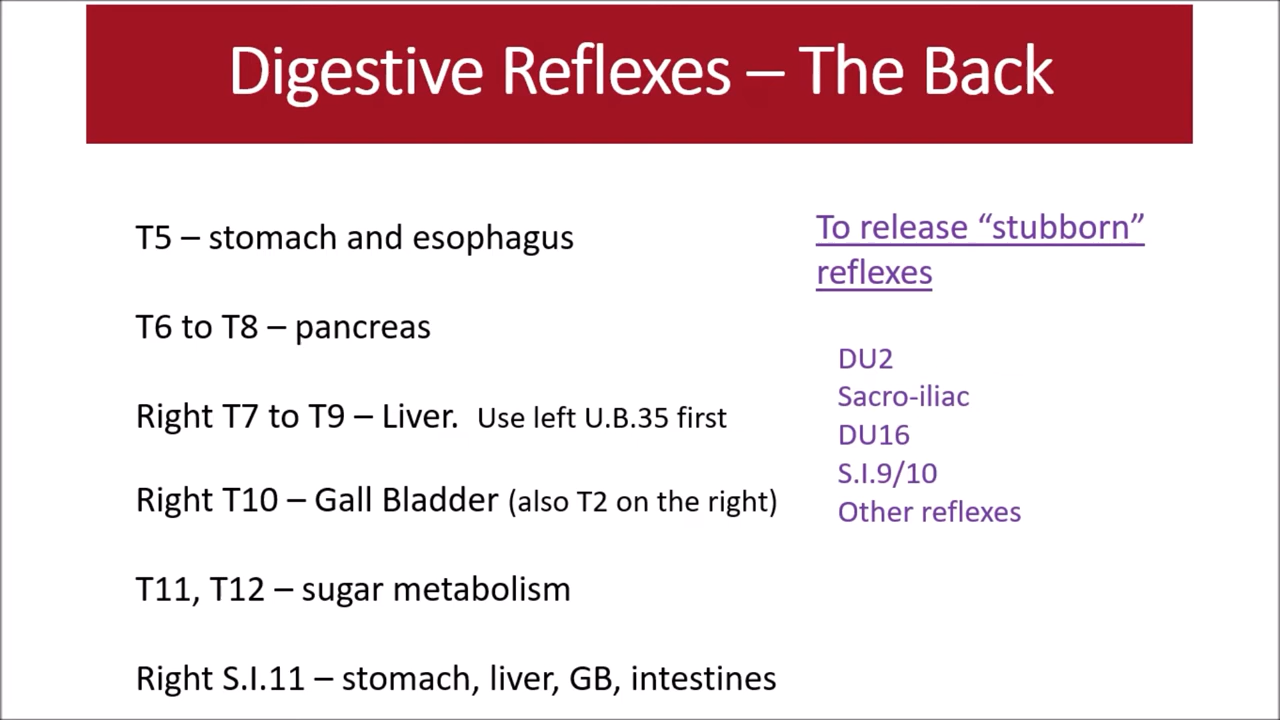 Digestive Reflexes – The Back
T5 – stomach and esophagus
T6 to T8 – pancreas
Right T7 to T9 – Liver.  Use left U.B.35 first
Right T10 – Gall Bladder (also T2 on the right)
T11, T12 – sugar metabolism
Right S.I.11 – stomach, liver, GB, intestines
To release “stubborn”
reflexes
DU2
Sacro-iliac
DU16
S.I.9/10
Other reflexes